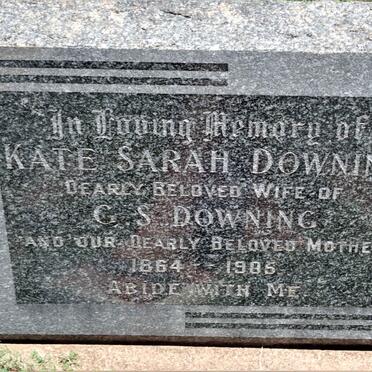 In Loving Memory of
KATE SARAH DOWNIN
DEARLY BELOVED WIFE OF
C. S. DOWNING
AND OUR DEARLY BELOVED MOTHE
1864 - 1985
ABIDE WITH ME